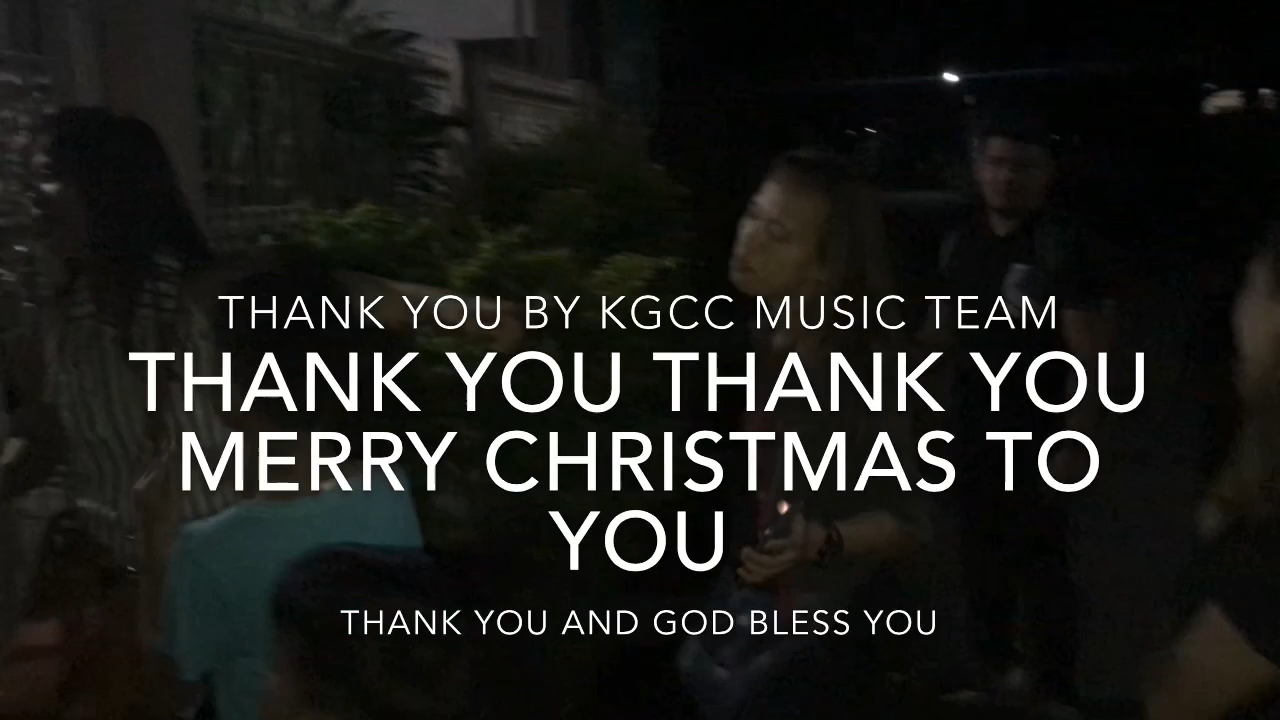 THANK YOU BY KGCC MUSIC TEAM
THANK YOU THANK YOU
MERRY CHRISTMAS TO
YOU
THANK YOU AND GOD BLESS YOU